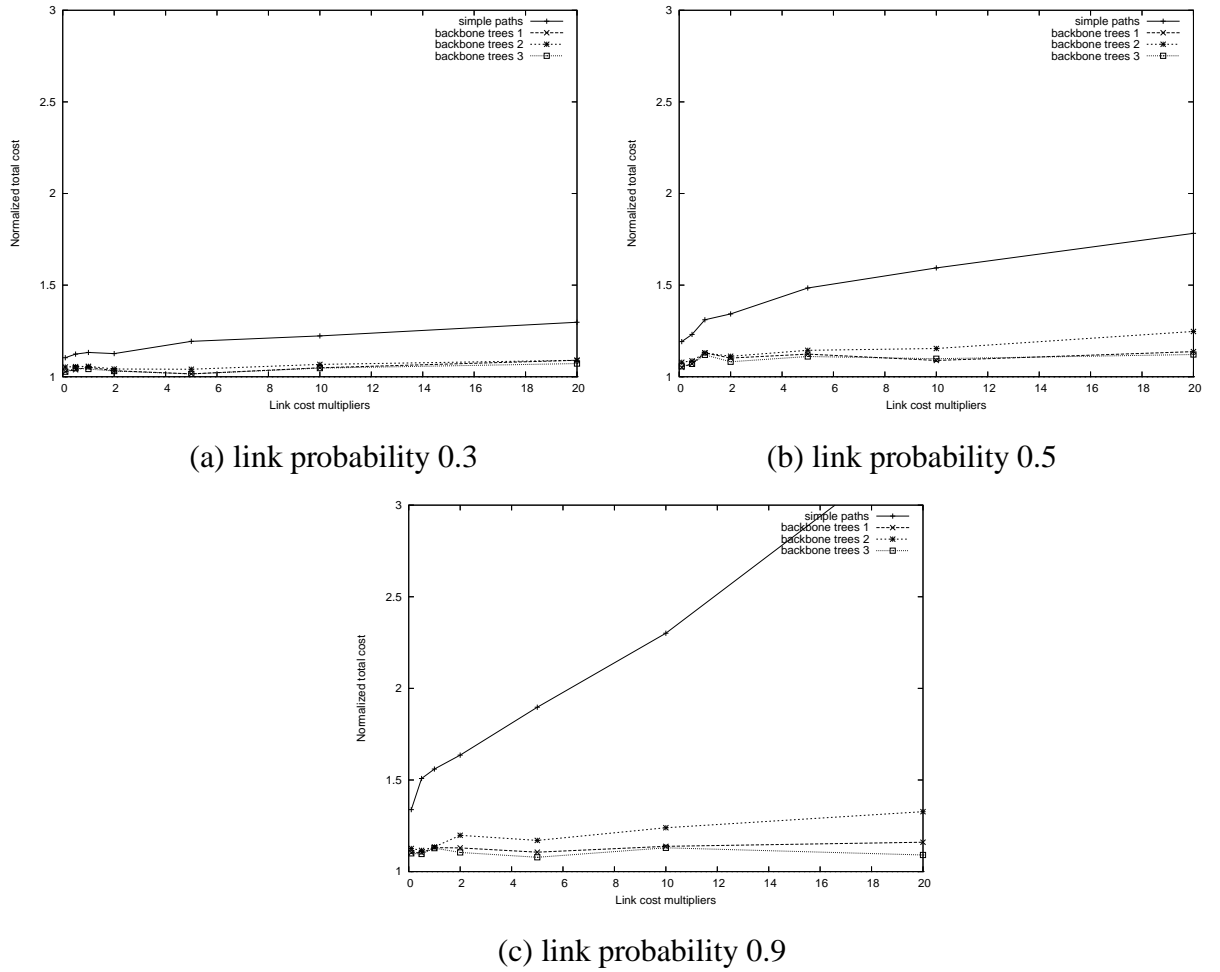 3
2.5
2
1.5
1
Normalized total cost
simple paths
backbone trees 1
backbone trees 2
backbone trees 3
0 2 4 6 8 10 12 14 16 18 20
Link cost multipliers
(a) link probability 0.3
3
2.5
2
1.5
1
Normalized total cost
simple paths
backbone trees 1
backbone trees 2
backbone trees 3
0 2 4 6 8 10 12 14 16 18 20
Link cost multipliers
(b) link probability 0.5
3
2.5
2
1.5
1
Normalized total cost
simple paths
backbone trees 1
backbone trees 2
backbone trees 3
0 2 4 6 8 10 12 14 16 18 20
Link cost multipliers
(c) link probability 0.9